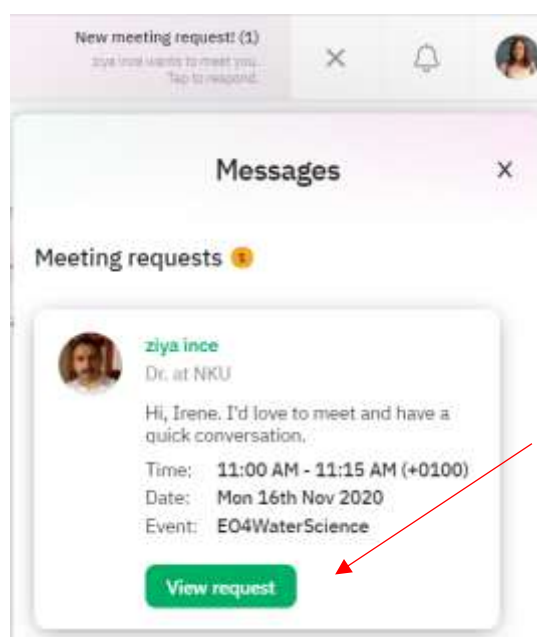 New meeting request! (1)
ziya ince wants to meet you.
Tap to respond.
Messages
Meeting requests 1
ziya ince
Dr. at NKU
Hi, Irene. I'd love to meet and have a
quick conversation.
Time: 11:00 AM - 11:15 AM (+0100)
Date: Mon 16th Nov 2020
Event: EO4WaterScience
View request